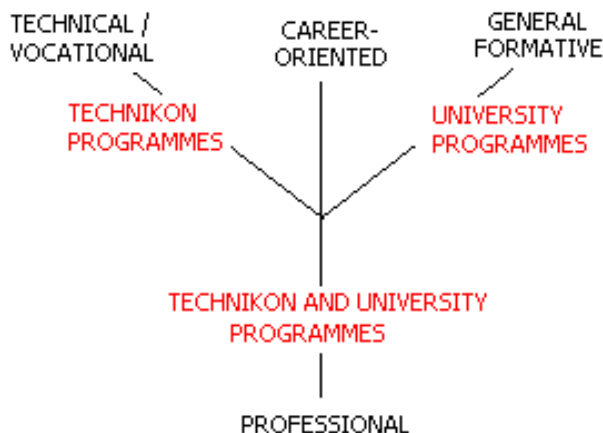 TECHNICAL /
VOCATIONAL
CAREER-
ORIENTED
GENERAL
FORMATIVE
TECHNIKON
PROGRAMMES
UNIVERSITY
PROGRAMMES
TECHNIKON AND UNIVERSITY
PROGRAMMES
PROFESSIONAL